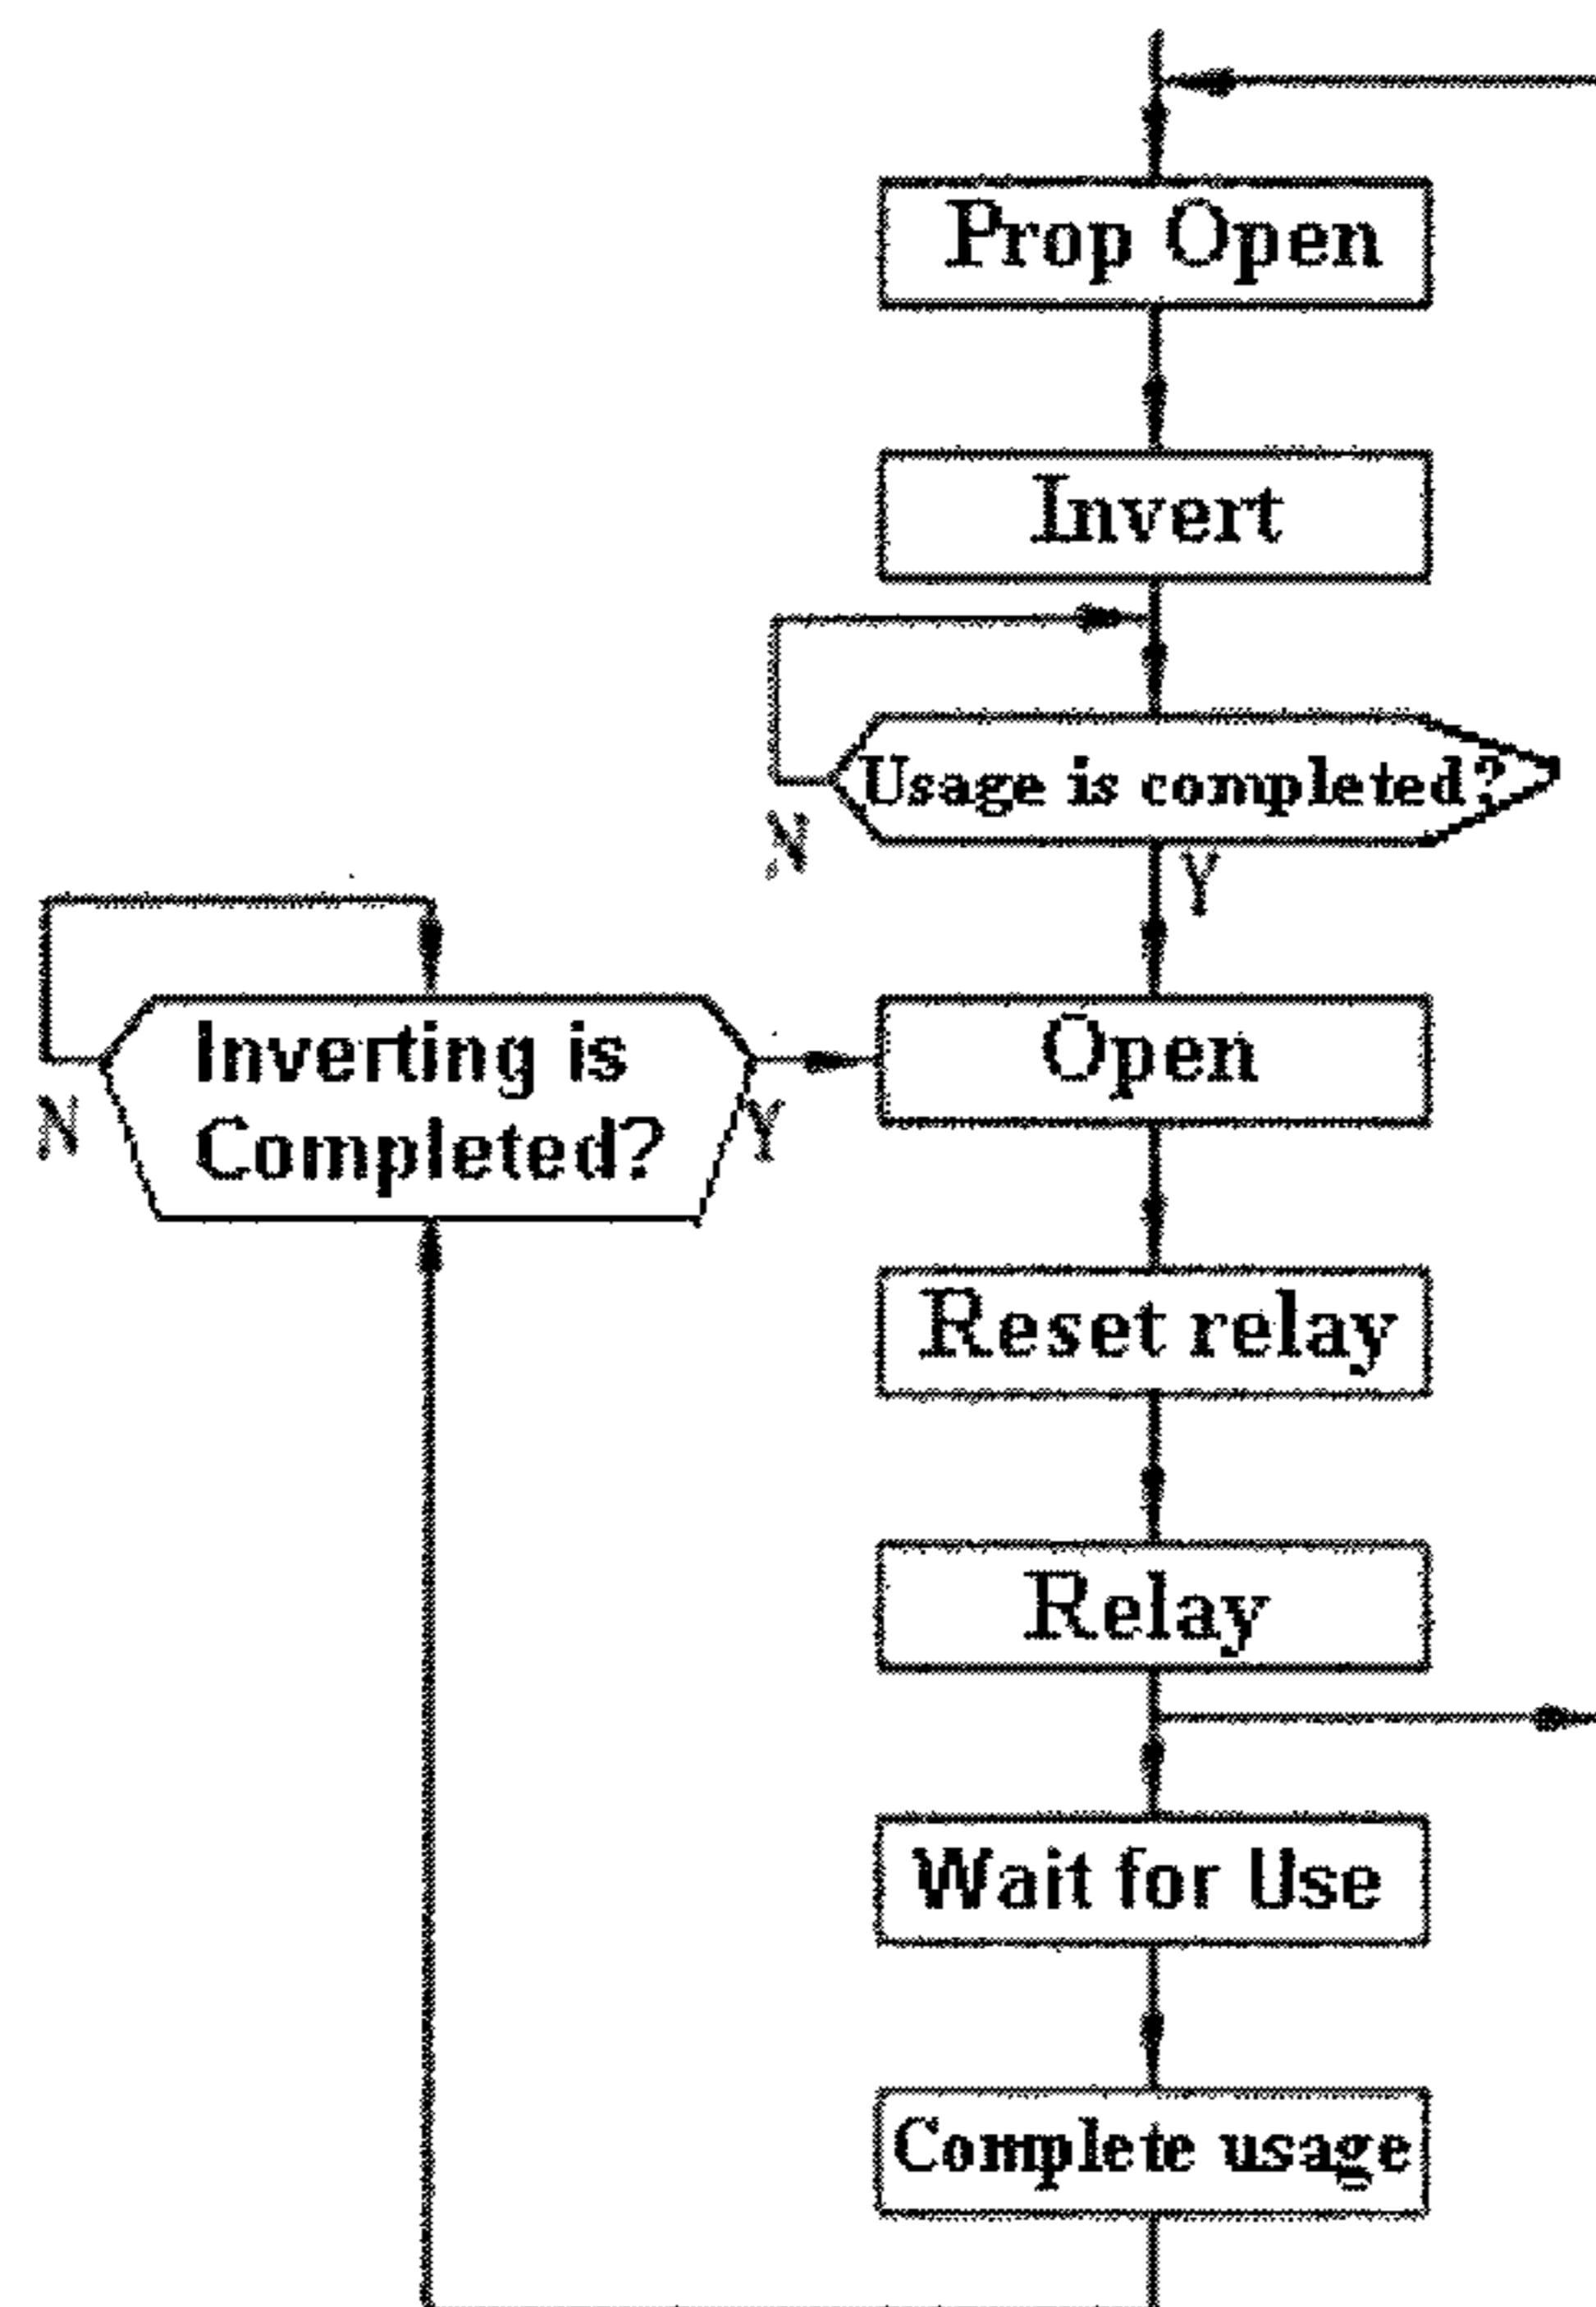 Prop Open
Invert
Usage is completed?
N
Y
Inverting is
Completed?
N
Y
Open
Reset relay
Relay
Wait for Use
Complete usage